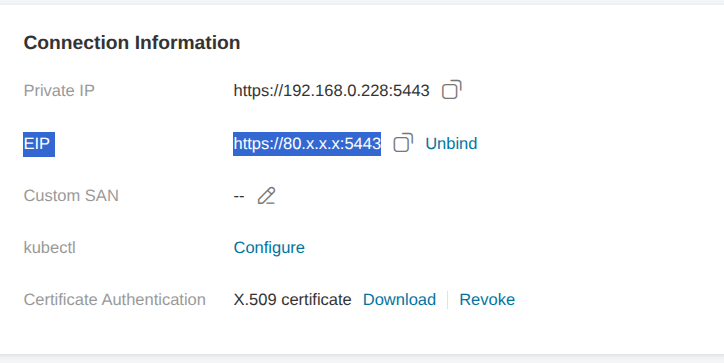 Connection Information
Private IP https://192.168.0.228:5443
EIP https://80.x.x.x:5443 Unbind
Custom SAN --
kubectl Configure
Certificate Authentication X.509 certificate Download Revoke